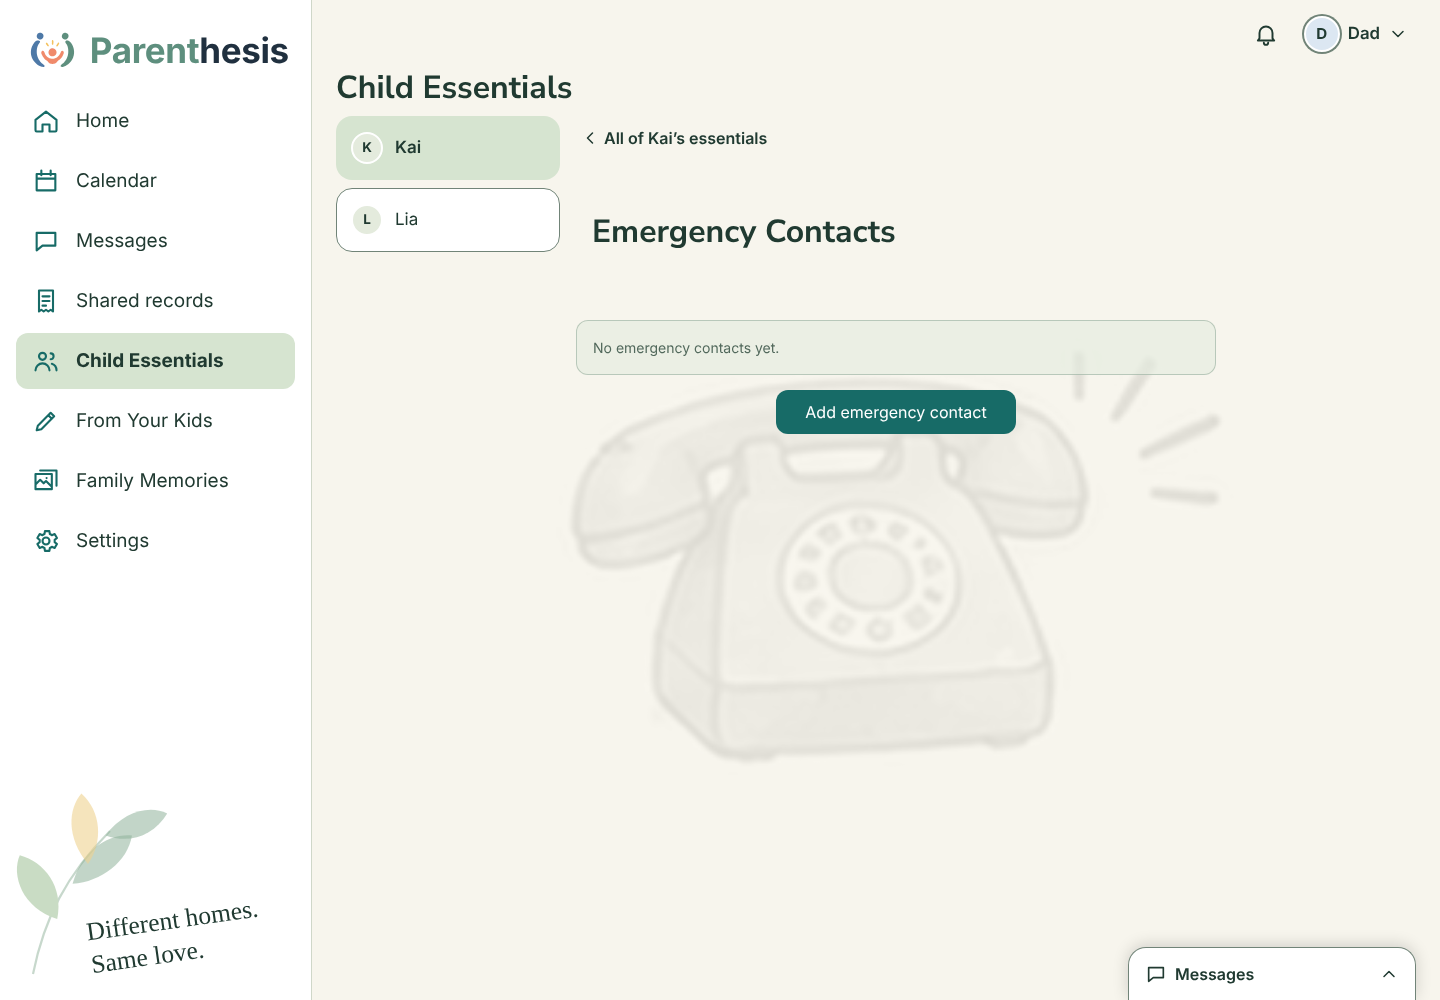 Parenthesis
Home
Calendar
Messages
Shared records
Child Essentials
From Your Kids
Family Memories
Settings
Different homes.
Same love.
D Dad
Child Essentials
K Kai
L Lia
All of Kai’s essentials
Emergency Contacts
No emergency contacts yet.
Add emergency contact
Messages